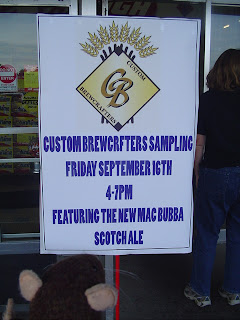 CUSTOM
BREWCRAFTERS
CB
CUSTOM BREWCRFTERS SAMPLING
FRIDAY SEPTEMBER 16TH
4-7PM
FEATURING THE NEW MAC BUBBA
SCOTCH ALE